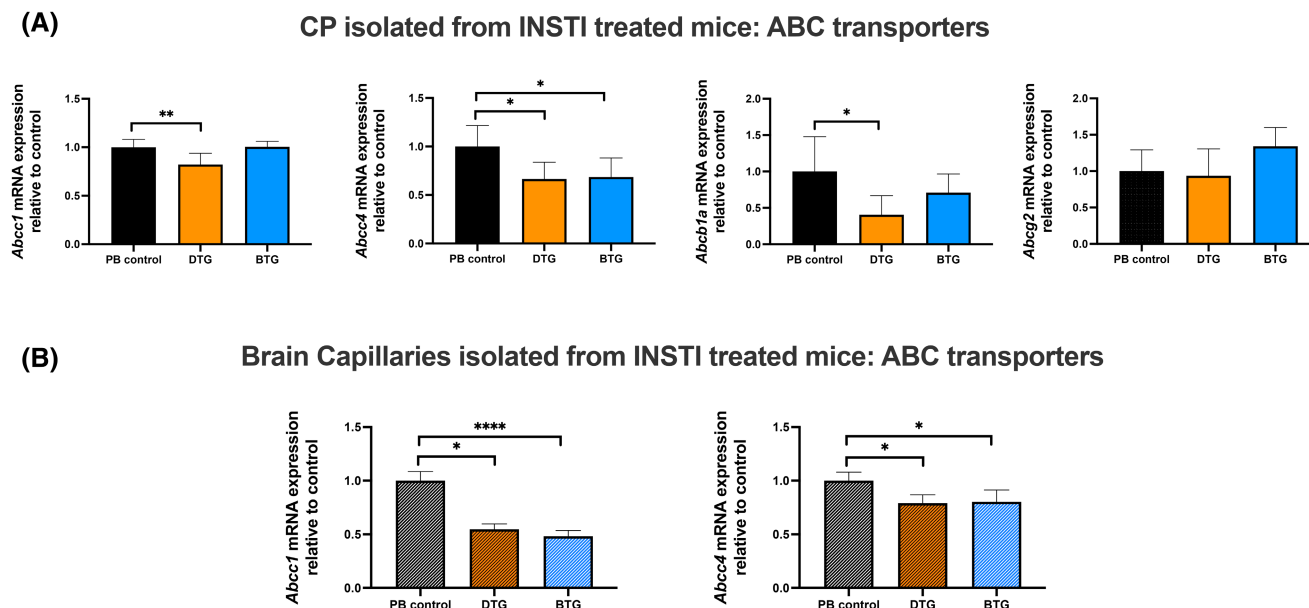 (A)
CP isolated from INSTI treated mice: ABC transporters
Abcc1 mRNA expression
relative to control
1.5
1.0
0.5
0.0
**
PB control
DTG
BTG
Abcc4 mRNA expression
relative to control
1.5
1.0
0.5
0.0
*
*
PB control
DTG
BTG
Abcb1a mRNA expression
relative to control
2.0
1.5
1.0
0.5
0.0
*
PB control
DTG
BTG
Abcg2 mRNA expression
relative to control
2.0
1.5
1.0
0.5
0.0
PB control
DTG
BTG
(B)
Brain Capillaries isolated from INSTI treated mice: ABC transporters
Abcc1 mRNA expression
relative to control
1.5
1.0
0.5
0.0
****
*
PB control
DTG
BTG
Abcc4 mRNA expression
relative to control
1.5
1.0
0.5
0.0
*
*
PB control
DTG
BTG